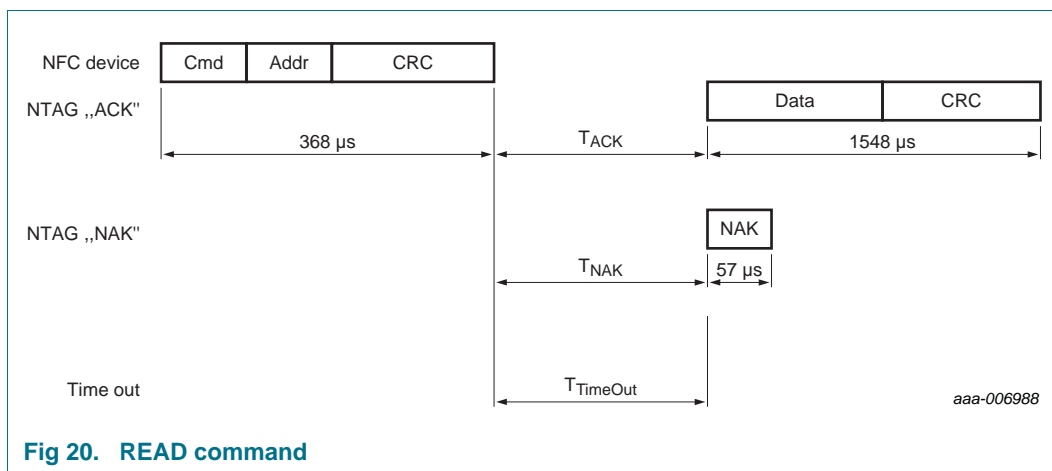 NFC device Cmd Addr CRC
NTAG ,,ACK" Data CRC
368 µs TACK 1548 µs
NTAG ,,NAK" NAK
TNAK 57 µs
Time out TTimeOut
aaa-006988
Fig 20. READ command